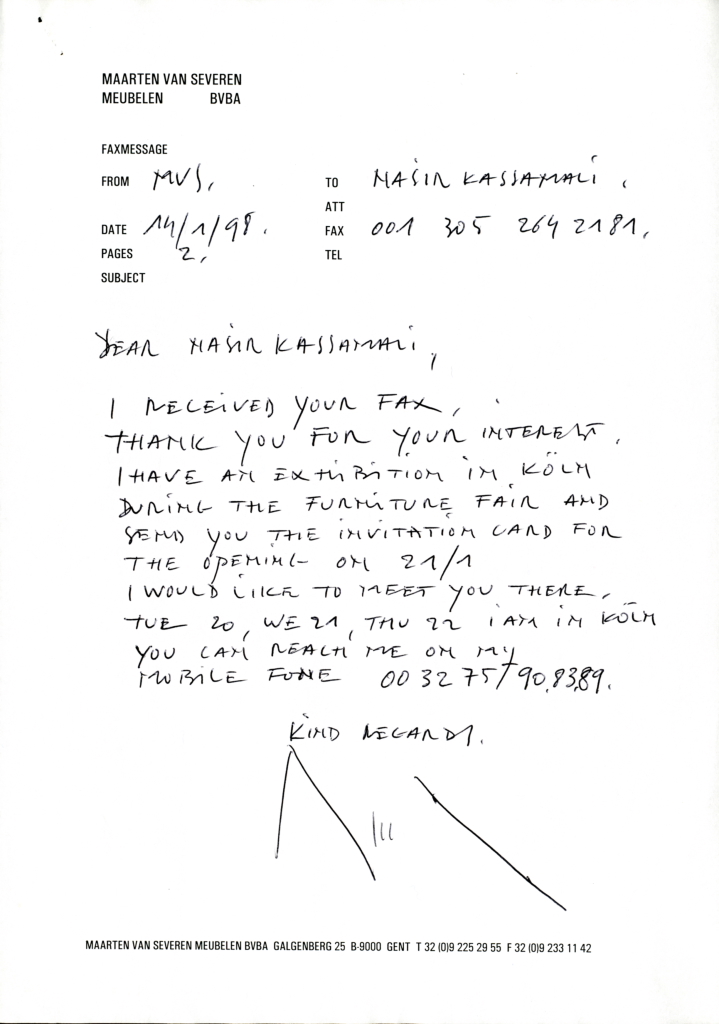 MAARTEN VAN SEVEREN
MEUBELEN BVBA
FAXMESSAGE
FROM MVS, TO NASIR KASSAMALI,
ATT
DATE 14/1/98. FAX 001 305 264 2181,
PAGES 2, TEL
SUBJECT
DEAR NASIR KASSAMALI,
I RECEIVED YOUR FAX,
THANK YOU FOR YOUR INTEREST.
I HAVE AN EXHIBITION IN KÖLN
DURING THE FURNITURE FAIR AND
SEND YOU THE INVITATION CARD FOR
THE OPENING ON 21/1
I WOULD LIKE TO MEET YOU THERE,
TUE 20, WE 21, THU 22 I AM IN KÖLN
YOU CAN REACH ME ON MY
MOBILE FONE 00 32 75/90.83.89.
KIND REGARDS.
MAARTEN VAN SEVEREN MEUBELEN BVBA GALGENBERG 25 B-9000 GENT T 32 (0)9 225 29 55 F 32 (0)9 233 11 42